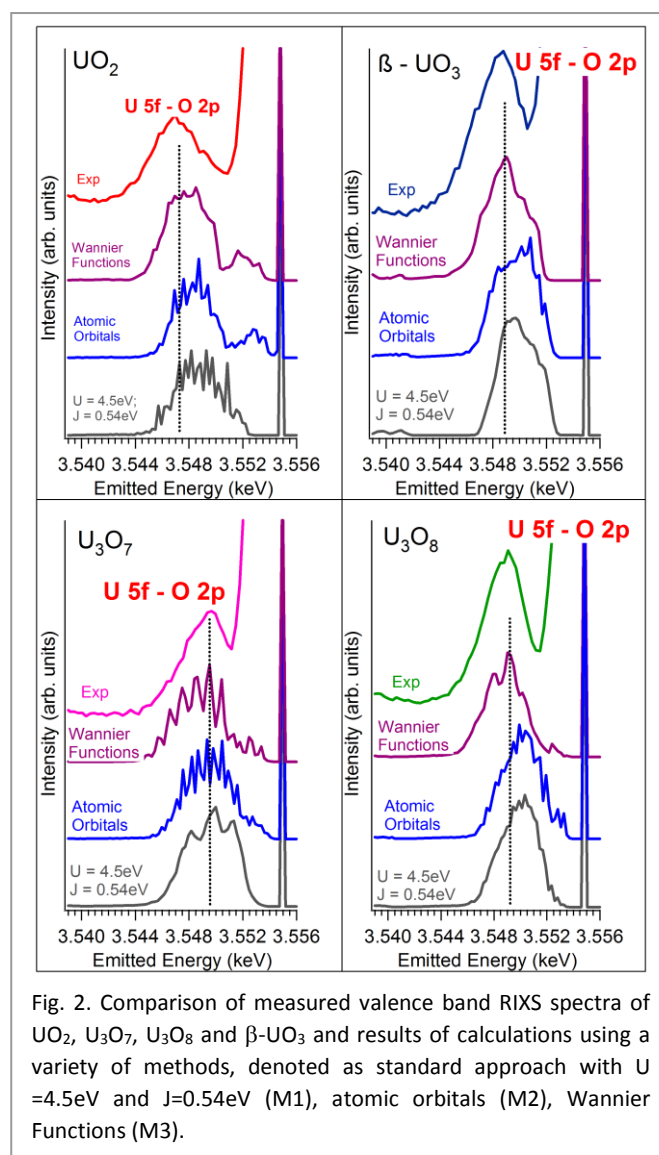 UO₂
U 5f - O 2p
Exp
Wannier
Functions
Atomic
Orbitals
U = 4.5eV;
J = 0.54eV
Intensity (arb. units)
3.540 3.544 3.548 3.552 3.556
Emitted Energy (keV)
ß - UO₃
U 5f - O 2p
Exp
Wannier
Functions
Atomic
Orbitals
U = 4.5eV
J = 0.54eV
Intensity (arb. units)
3.540 3.544 3.548 3.552 3.556
Emitted Energy (keV)
U₃O₇
U 5f - O 2p
Exp
Wannier
Functions
Atomic
Orbitals
U = 4.5eV
J = 0.54eV
Intensity (arb. units)
3.540 3.544 3.548 3.552 3.556
Emitted Energy (keV)
U₃O₈
U 5f - O 2p
Exp
Wannier
Functions
Atomic
Orbitals
U = 4.5eV
J = 0.54eV
Intensity (arb. units)
3.540 3.544 3.548 3.552 3.556
Emitted Energy (keV)
Fig. 2. Comparison of measured valence band RIXS spectra of
UO₂, U₃O₇, U₃O₈ and β-UO₃ and results of calculations using a
variety of methods, denoted as standard approach with U
=4.5eV and J=0.54eV (M1), atomic orbitals (M2), Wannier
Functions (M3).